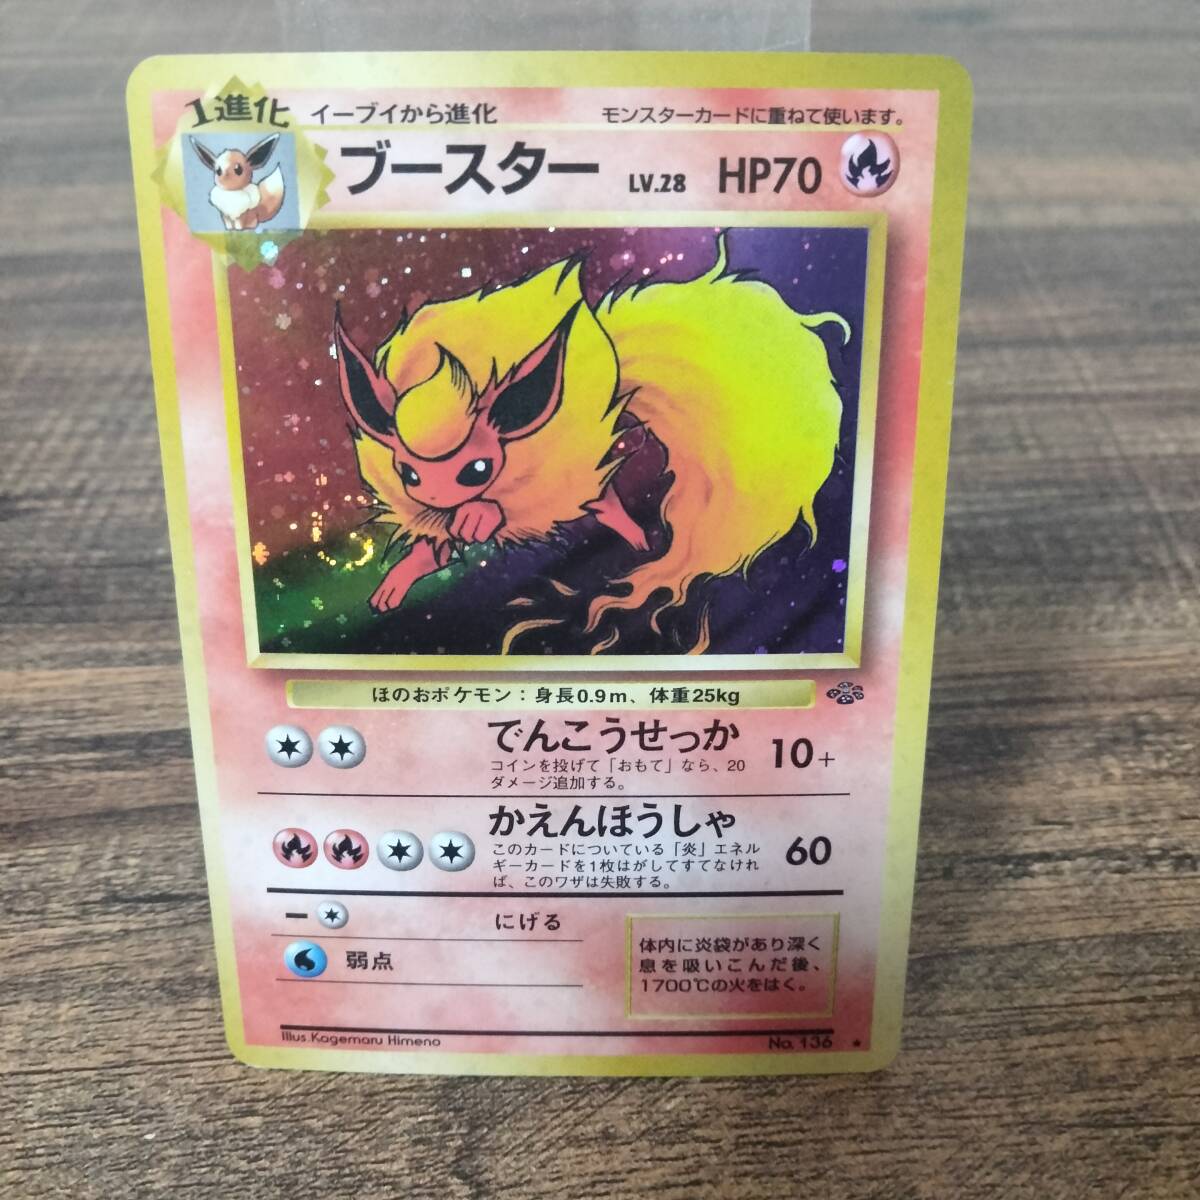 1進化 イーブイから進化 モンスターカードに重ねて使います。
ブースター LV.28 HP70
ほのおポケモン：身長0.9m、体重25kg
でんこうせっか 10+
コインを投げて「おもて」なら、20
ダメージ追加する。
かえんほうしゃ 60
このカードについている「炎」エネル
ギーカードを1枚はがしてすてなけれ
ば、このワザは失敗する。
ー にげる
弱点
体内に炎袋があり深く
息を吸いこんだ後、
1700℃の火をはく。
Illus.Kagemaru Himeno No. 136 ★